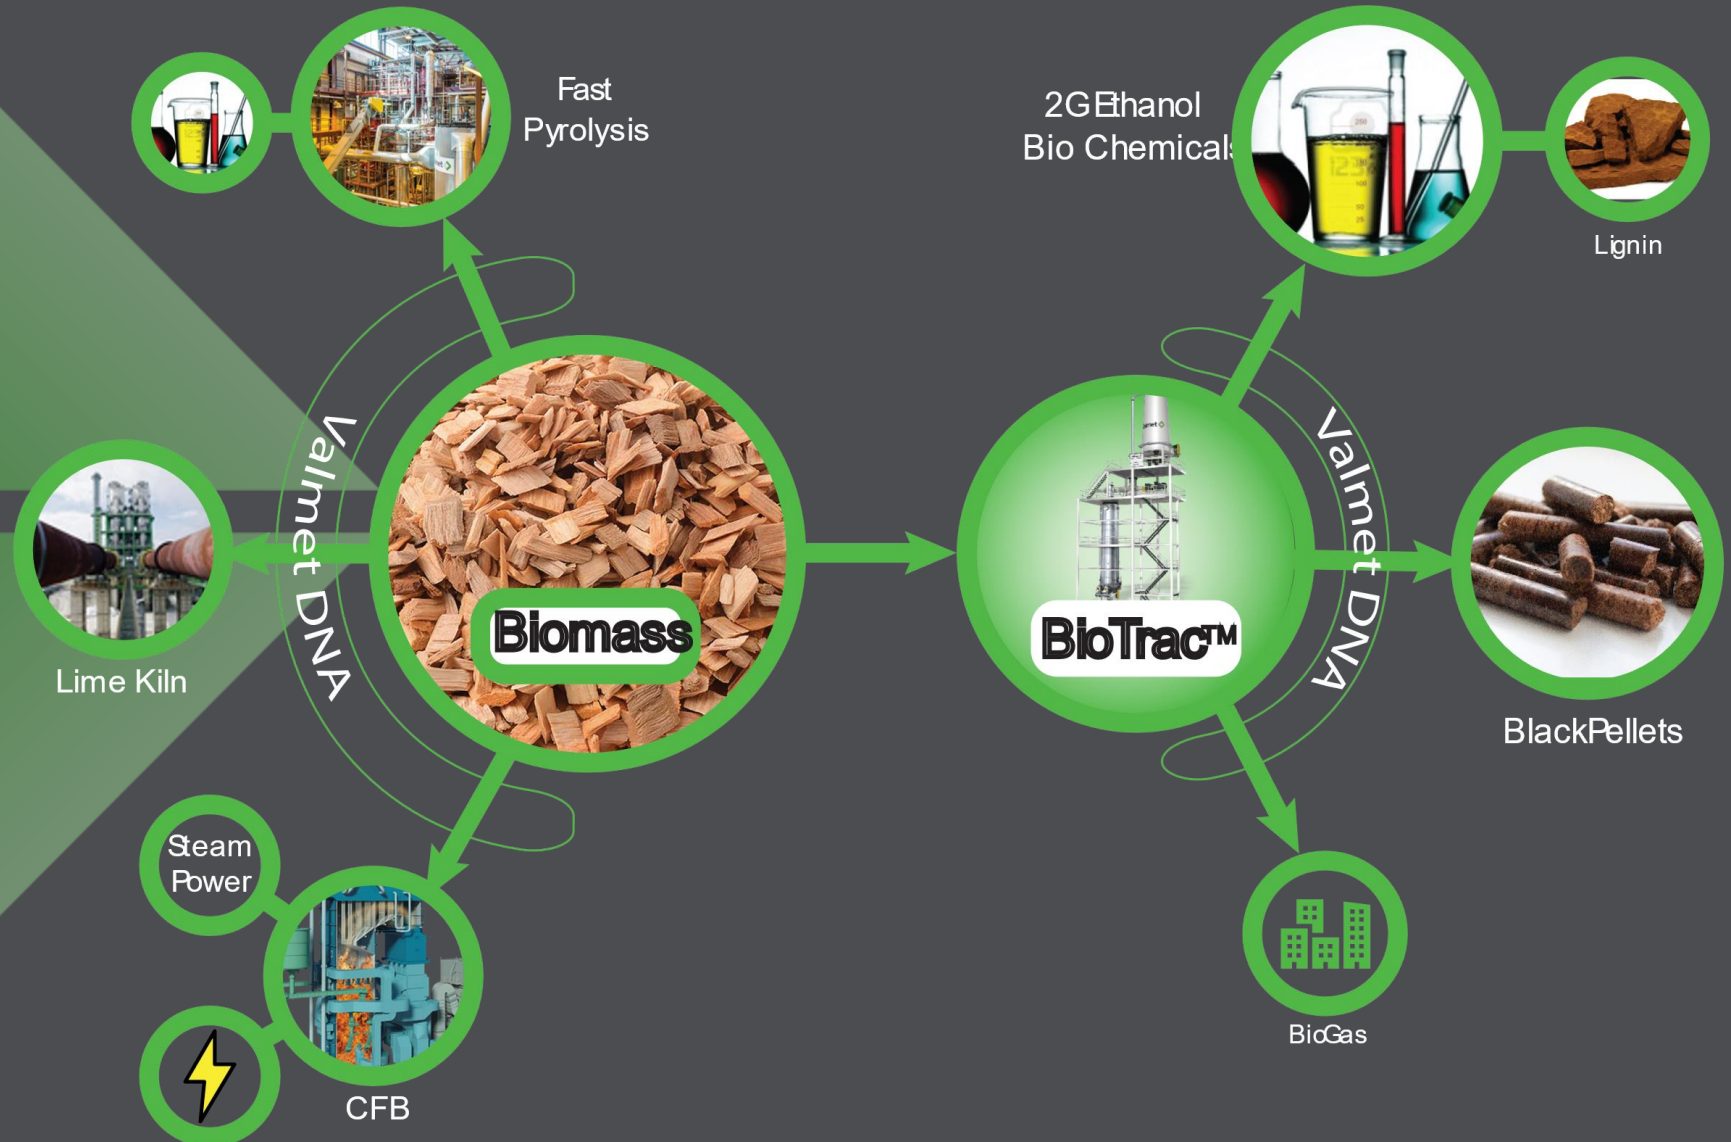 Fast
Pyrolysis
2G Ethanol
Bio Chemicals
Lignin
Valmet DNA
Valmet DNA
Biomass
BioTrac™
Lime Kiln
BlackPellets
Steam
Power
BioGas
CFB